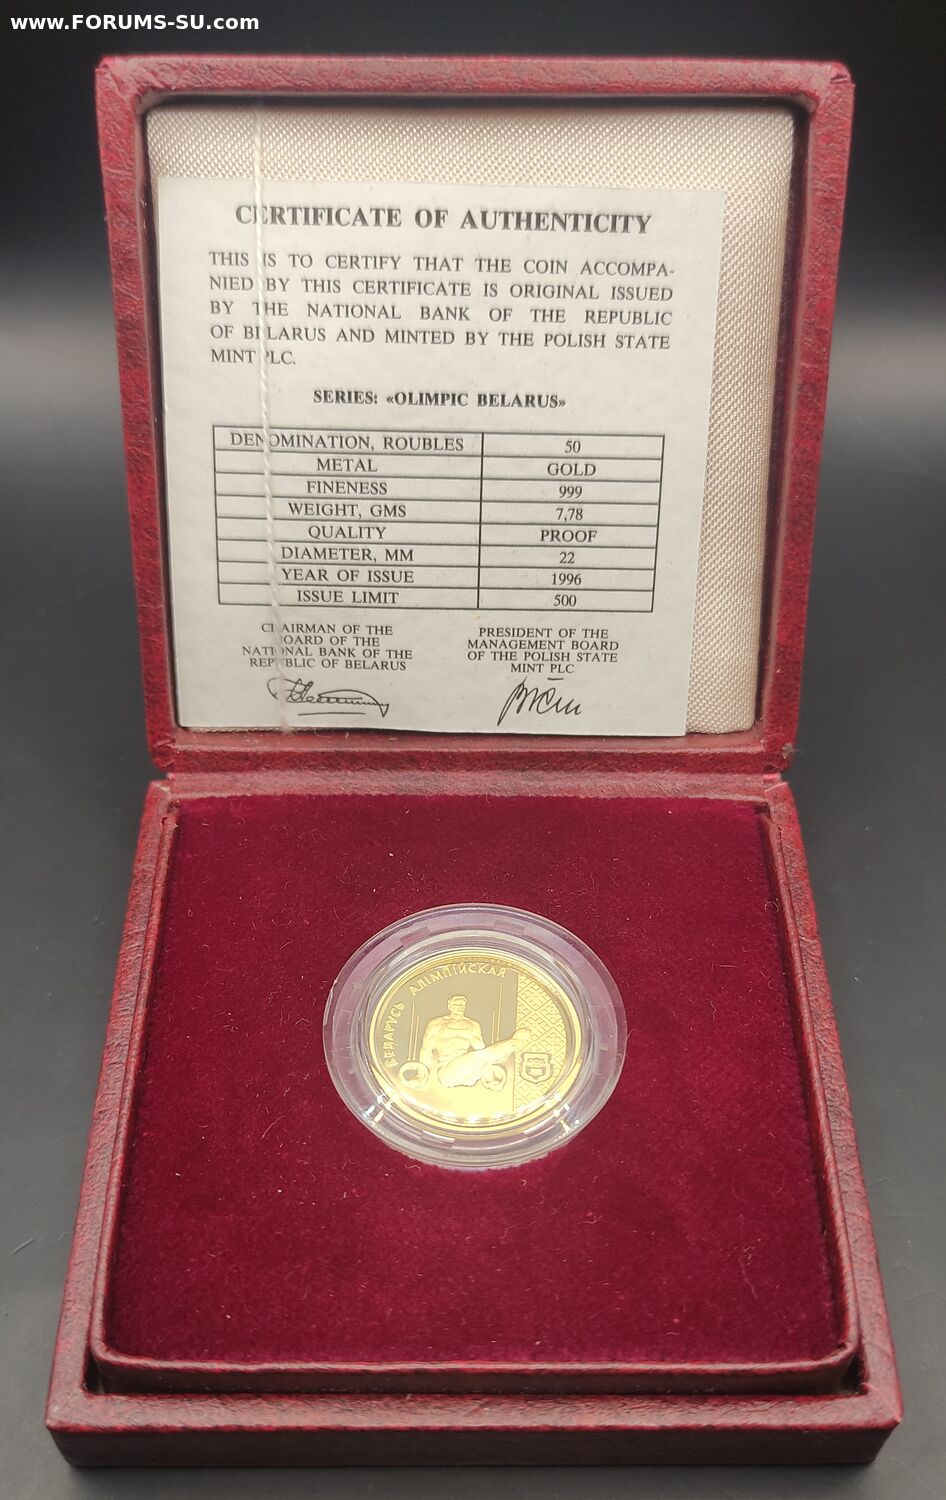 www.FORUMS-SU.com
CERTIFICATE OF AUTHENTICITY
THIS IS TO CERTIFY THAT THE COIN ACCOMPA-
NIED BY THIS CERTIFICATE IS ORIGINAL ISSUED
BY THE NATIONAL BANK OF THE REPUBLIC
OF BELARUS AND MINTED BY THE POLISH STATE
MINT PLC.
SERIES: «OLIMPIC BELARUS»
DENOMINATION, ROUBLES 50
METAL GOLD
FINENESS 999
WEIGHT, GMS 7,78
QUALITY PROOF
DIAMETER, MM 22
YEAR OF ISSUE 1996
ISSUE LIMIT 500
CHAIRMAN OF THE
BOARD OF THE
NATIONAL BANK OF THE
REPUBLIC OF BELARUS
PRESIDENT OF THE
MANAGEMENT BOARD
OF THE POLISH STATE
MINT PLC
БЕЛАРУСЬ АЛІМПІЙСКАЯ